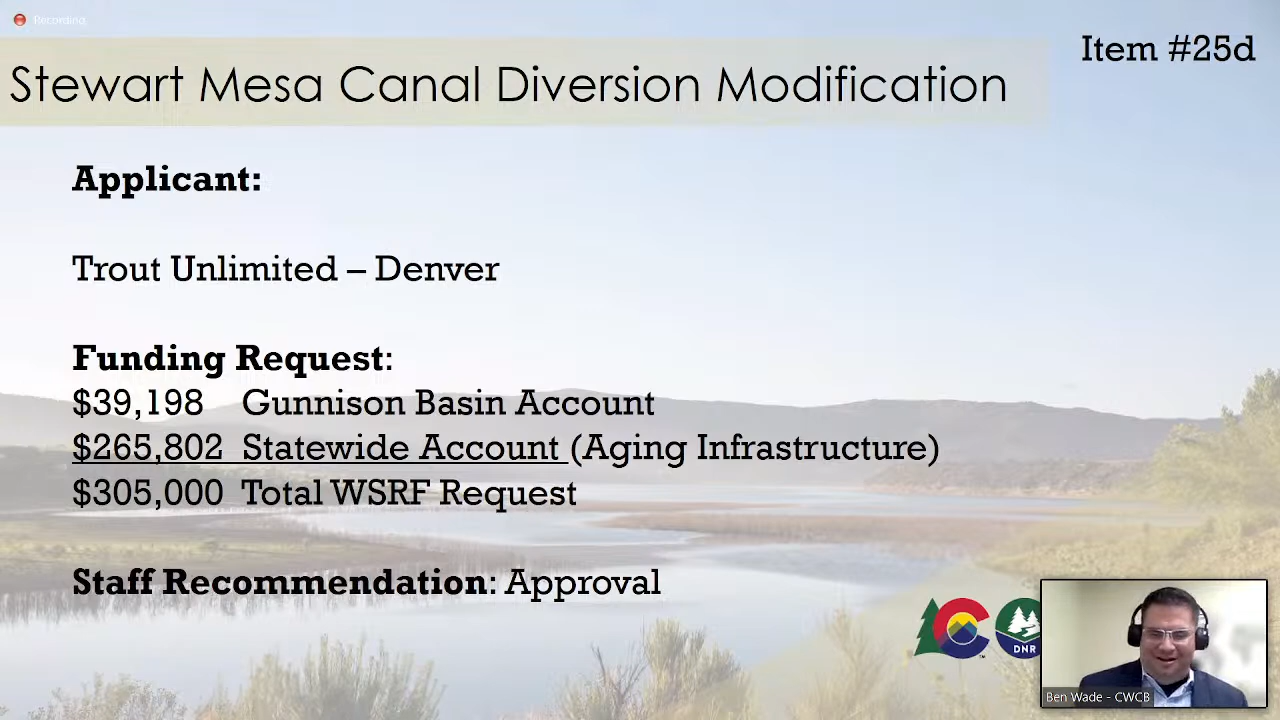 Recording
Item #25d
Stewart Mesa Canal Diversion Modification
Applicant:
Trout Unlimited – Denver
Funding Request:
$39,198 Gunnison Basin Account
$265,802 Statewide Account (Aging Infrastructure)
$305,000 Total WSRF Request
Staff Recommendation: Approval
DNR
Ben Wade - CWCB